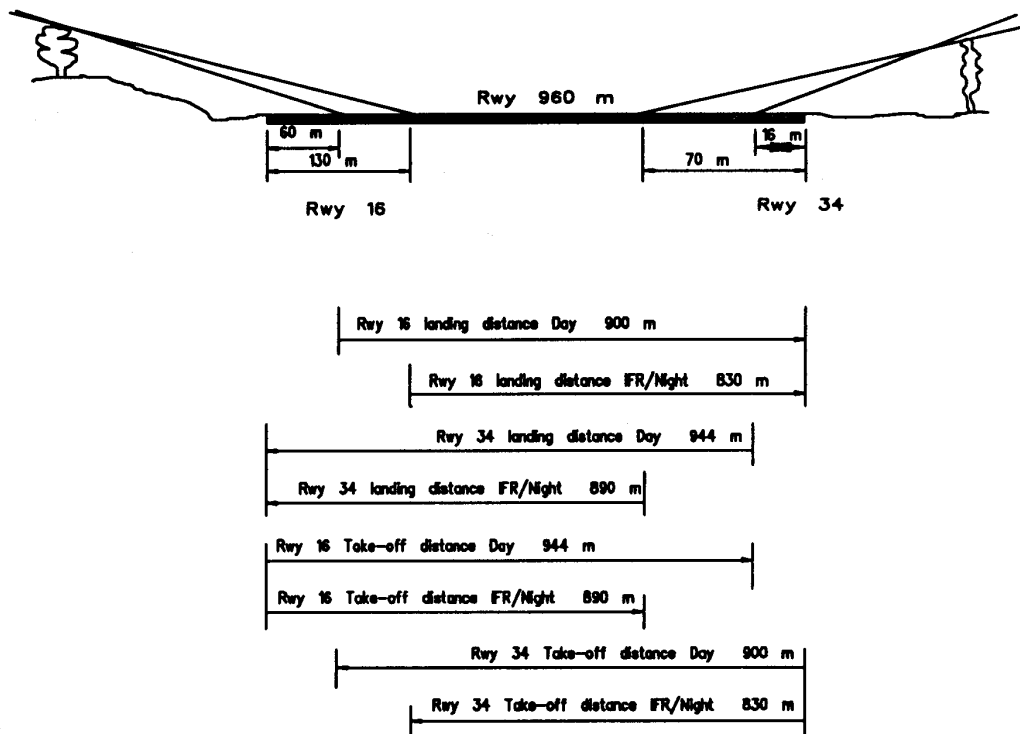 Rwy 960 m
60 m
16 m
130 m
70 m
Rwy 16
Rwy 34
Rwy 16 landing distance Day 900 m
Rwy 16 landing distance IFR/Night 830 m
Rwy 34 landing distance Day 944 m
Rwy 34 landing distance IFR/Night 890 m
Rwy 16 Take-off distance Day 944 m
Rwy 16 Take-off distance IFR/Night 890 m
Rwy 34 Take-off distance Day 900 m
Rwy 34 Take-off distance IFR/Night 830 m